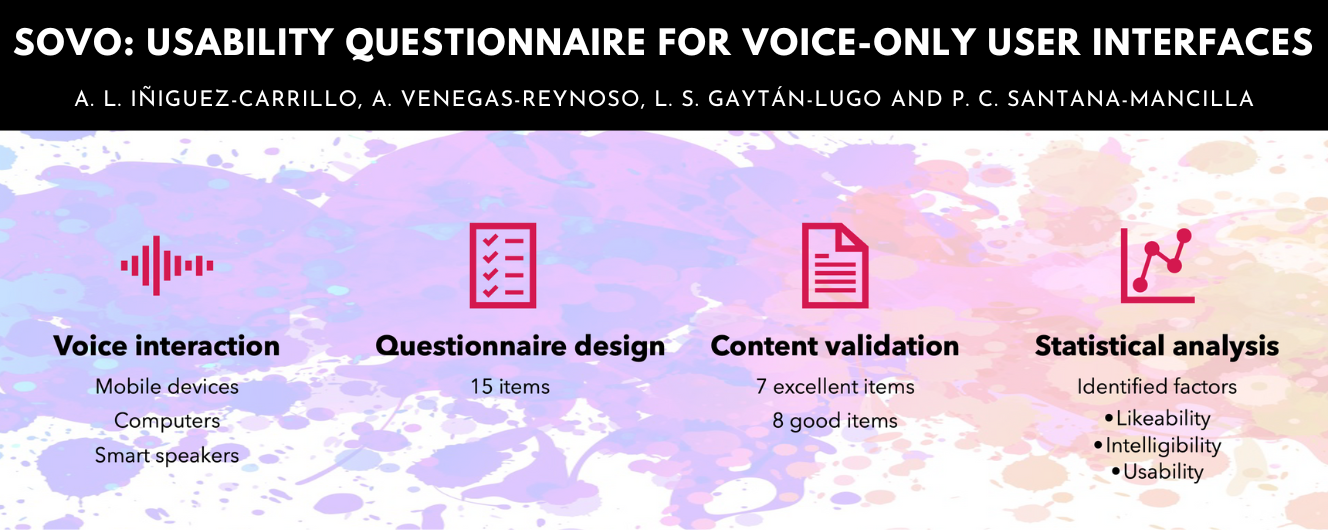 SOVO: USABILITY QUESTIONNAIRE FOR VOICE-ONLY USER INTERFACES
A. L. IÑIGUEZ-CARRILLO, A. VENEGAS-REYNOSO, L. S. GAYTÁN-LUGO AND P. C. SANTANA-MANCILLA
Voice interaction
Mobile devices
Computers
Smart speakers
Questionnaire design
15 items
Content validation
7 excellent items
8 good items
Statistical analysis
Identified factors
•Likeability
•Intelligibility
•Usability